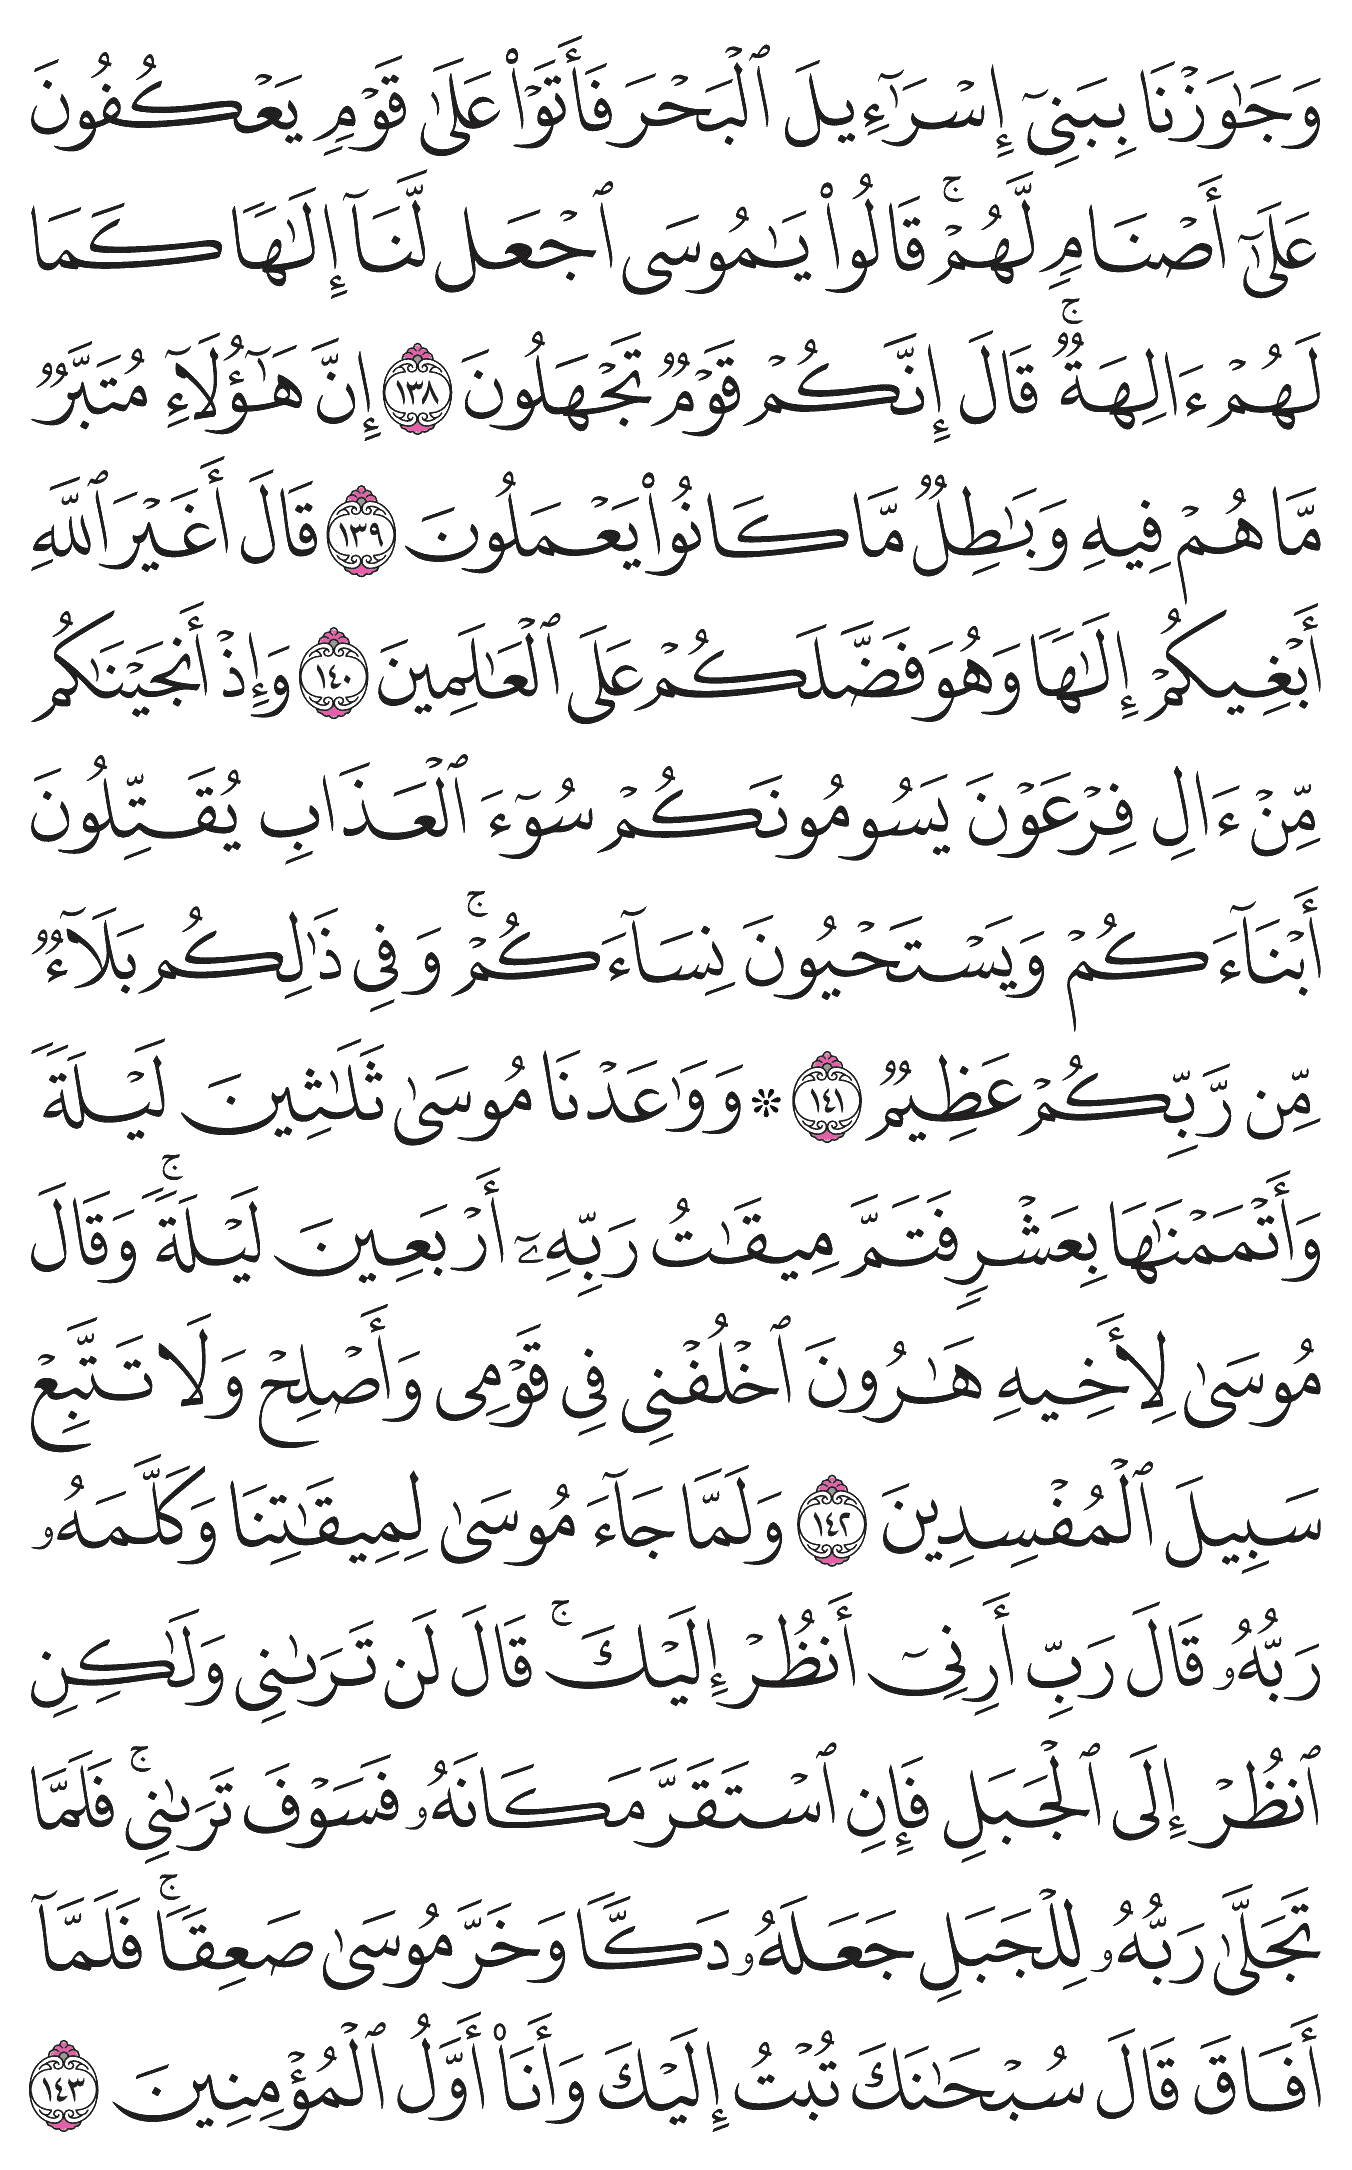 وَجَـٰوَزْنَا بِبَنِىٓ إِسْرَٰٓءِيلَ ٱلْبَحْرَ فَأَتَوْا۟ عَلَىٰ قَوْمٍ يَعْكُفُونَ
عَلَىٰٓ أَصْنَامٍ لَّهُمْ ۚ قَالُوا۟ يَـٰمُوسَى ٱجْعَل لَّنَآ إِلَـٰهًا كَمَا
لَهُمْ ءَالِهَةٌ ۚ قَالَ إِنَّكُمْ قَوْمٌ تَجْهَلُونَ ١٣٨ إِنَّ هَـٰٓؤُلَآءِ مُتَبَّرٌ
مَّا هُمْ فِيهِ وَبَـٰطِلٌ مَّا كَانُوا۟ يَعْمَلُونَ ١٣٩ قَالَ أَغَيْرَ ٱللَّهِ
أَبْغِيكُمْ إِلَـٰهًا وَهُوَ فَضَّلَكُمْ عَلَى ٱلْعَـٰلَمِينَ ١٤٠ وَإِذْ أَنجَيْنَـٰكُم
مِّنْ ءَالِ فِرْعَوْنَ يَسُومُونَكُمْ سُوٓءَ ٱلْعَذَابِ يُقَتِّلُونَ
أَبْنَآءَكُمْ وَيَسْتَحْيُونَ نِسَآءَكُمْ ۚ وَفِى ذَٰلِكُم بَلَآءٌ
مِّن رَّبِّكُمْ عَظِيمٌ ١٤١ ۞ وَوَٰعَدْنَا مُوسَىٰ ثَلَـٰثِينَ لَيْلَةً
وَأَتْمَمْنَـٰهَا بِعَشْرٍ فَتَمَّ مِيقَـٰتُ رَبِّهِۦٓ أَرْبَعِينَ لَيْلَةً ۚ وَقَالَ
مُوسَىٰ لِأَخِيهِ هَـٰرُونَ ٱخْلُفْنِى فِى قَوْمِى وَأَصْلِحْ وَلَا تَتَّبِعْ
سَبِيلَ ٱلْمُفْسِدِينَ ١٤٢ وَلَمَّا جَآءَ مُوسَىٰ لِمِيقَـٰتِنَا وَكَلَّمَهُۥ
رَبُّهُۥ قَالَ رَبِّ أَرِنِىٓ أَنظُرْ إِلَيْكَ ۚ قَالَ لَن تَرَىٰنِى وَلَـٰكِنِ
ٱنظُرْ إِلَى ٱلْجَبَلِ فَإِنِ ٱسْتَقَرَّ مَكَانَهُۥ فَسَوْفَ تَرَىٰنِى ۚ فَلَمَّا
تَجَلَّىٰ رَبُّهُۥ لِلْجَبَلِ جَعَلَهُۥ دَكًّا وَخَرَّ مُوسَىٰ صَعِقًا ۚ فَلَمَّآ
أَفَاقَ قَالَ سُبْحَـٰنَكَ تُبْتُ إِلَيْكَ وَأَنَا۠ أَوَّلُ ٱلْمُؤْمِنِينَ ١٤٣